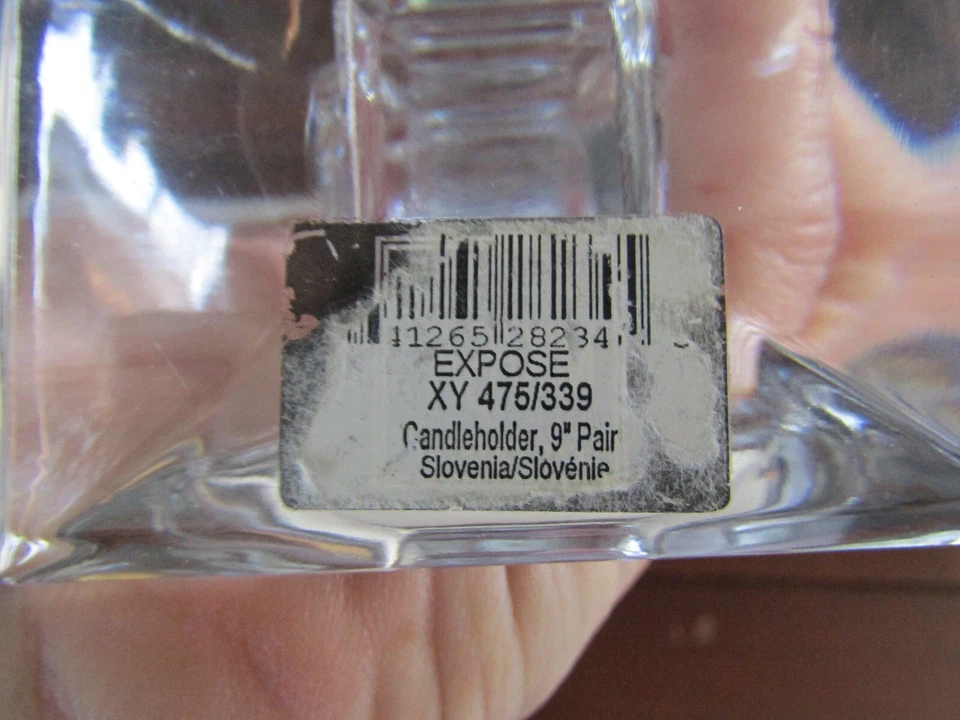 41265 28234
EXPOSE
XY 475/339
Candleholder, 9" Pair
Slovenia/Slovénie